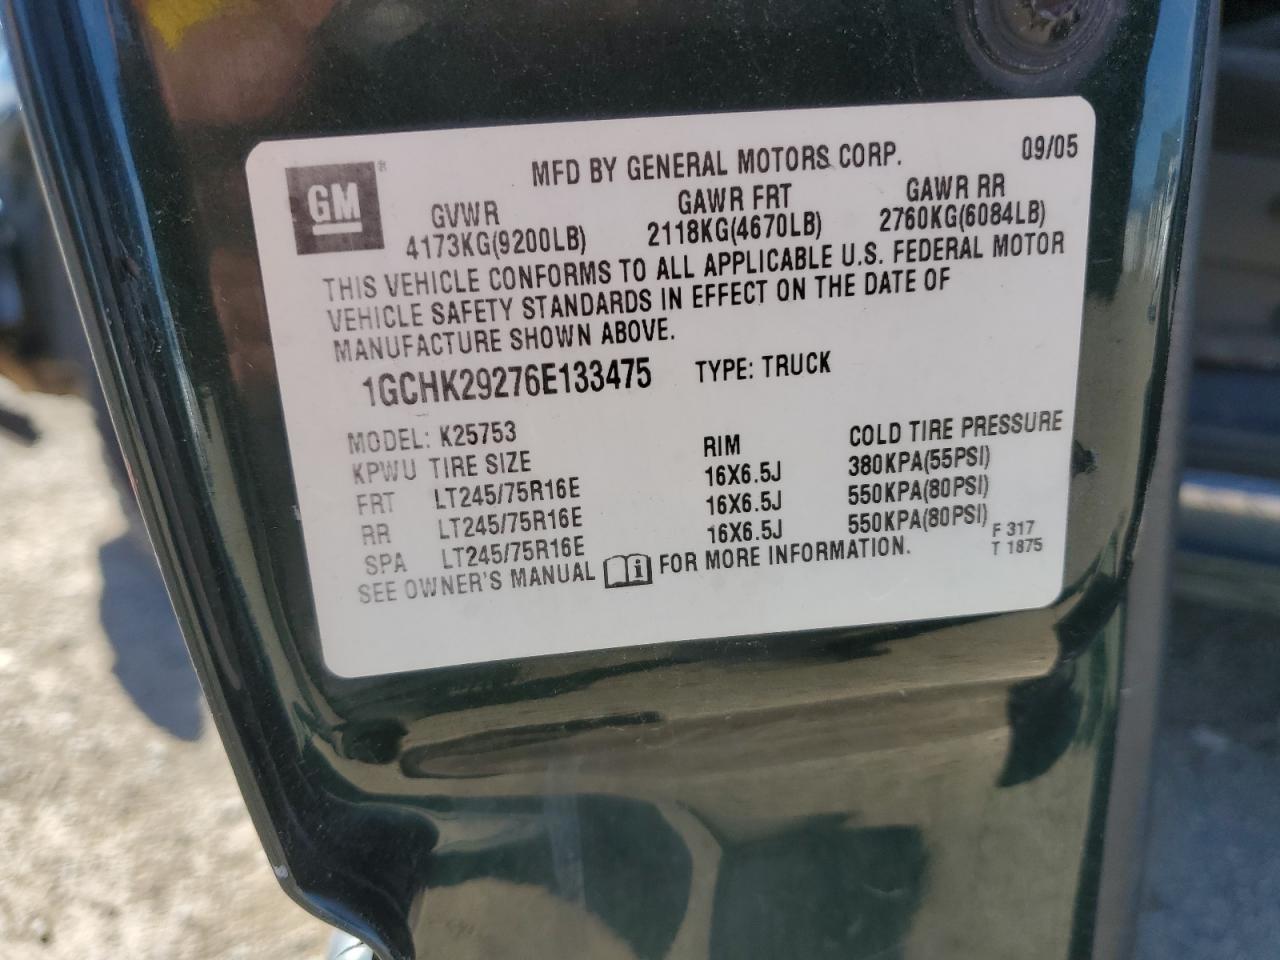 MFD BY GENERAL MOTORS CORP. 09/05
GM®
GVWR GAWR FRT GAWR RR
4173KG(9200LB) 2118KG(4670LB) 2760KG(6084LB)
THIS VEHICLE CONFORMS TO ALL APPLICABLE U.S. FEDERAL MOTOR
VEHICLE SAFETY STANDARDS IN EFFECT ON THE DATE OF
MANUFACTURE SHOWN ABOVE.
1GCHK29276E133475 TYPE: TRUCK
MODEL: K25753
KPWU TIRE SIZE RIM COLD TIRE PRESSURE
FRT LT245/75R16E 16X6.5J 380KPA(55PSI)
RR LT245/75R16E 16X6.5J 550KPA(80PSI)
SPA LT245/75R16E 16X6.5J 550KPA(80PSI)
SEE OWNER'S MANUAL i FOR MORE INFORMATION.
F 317
T 1875